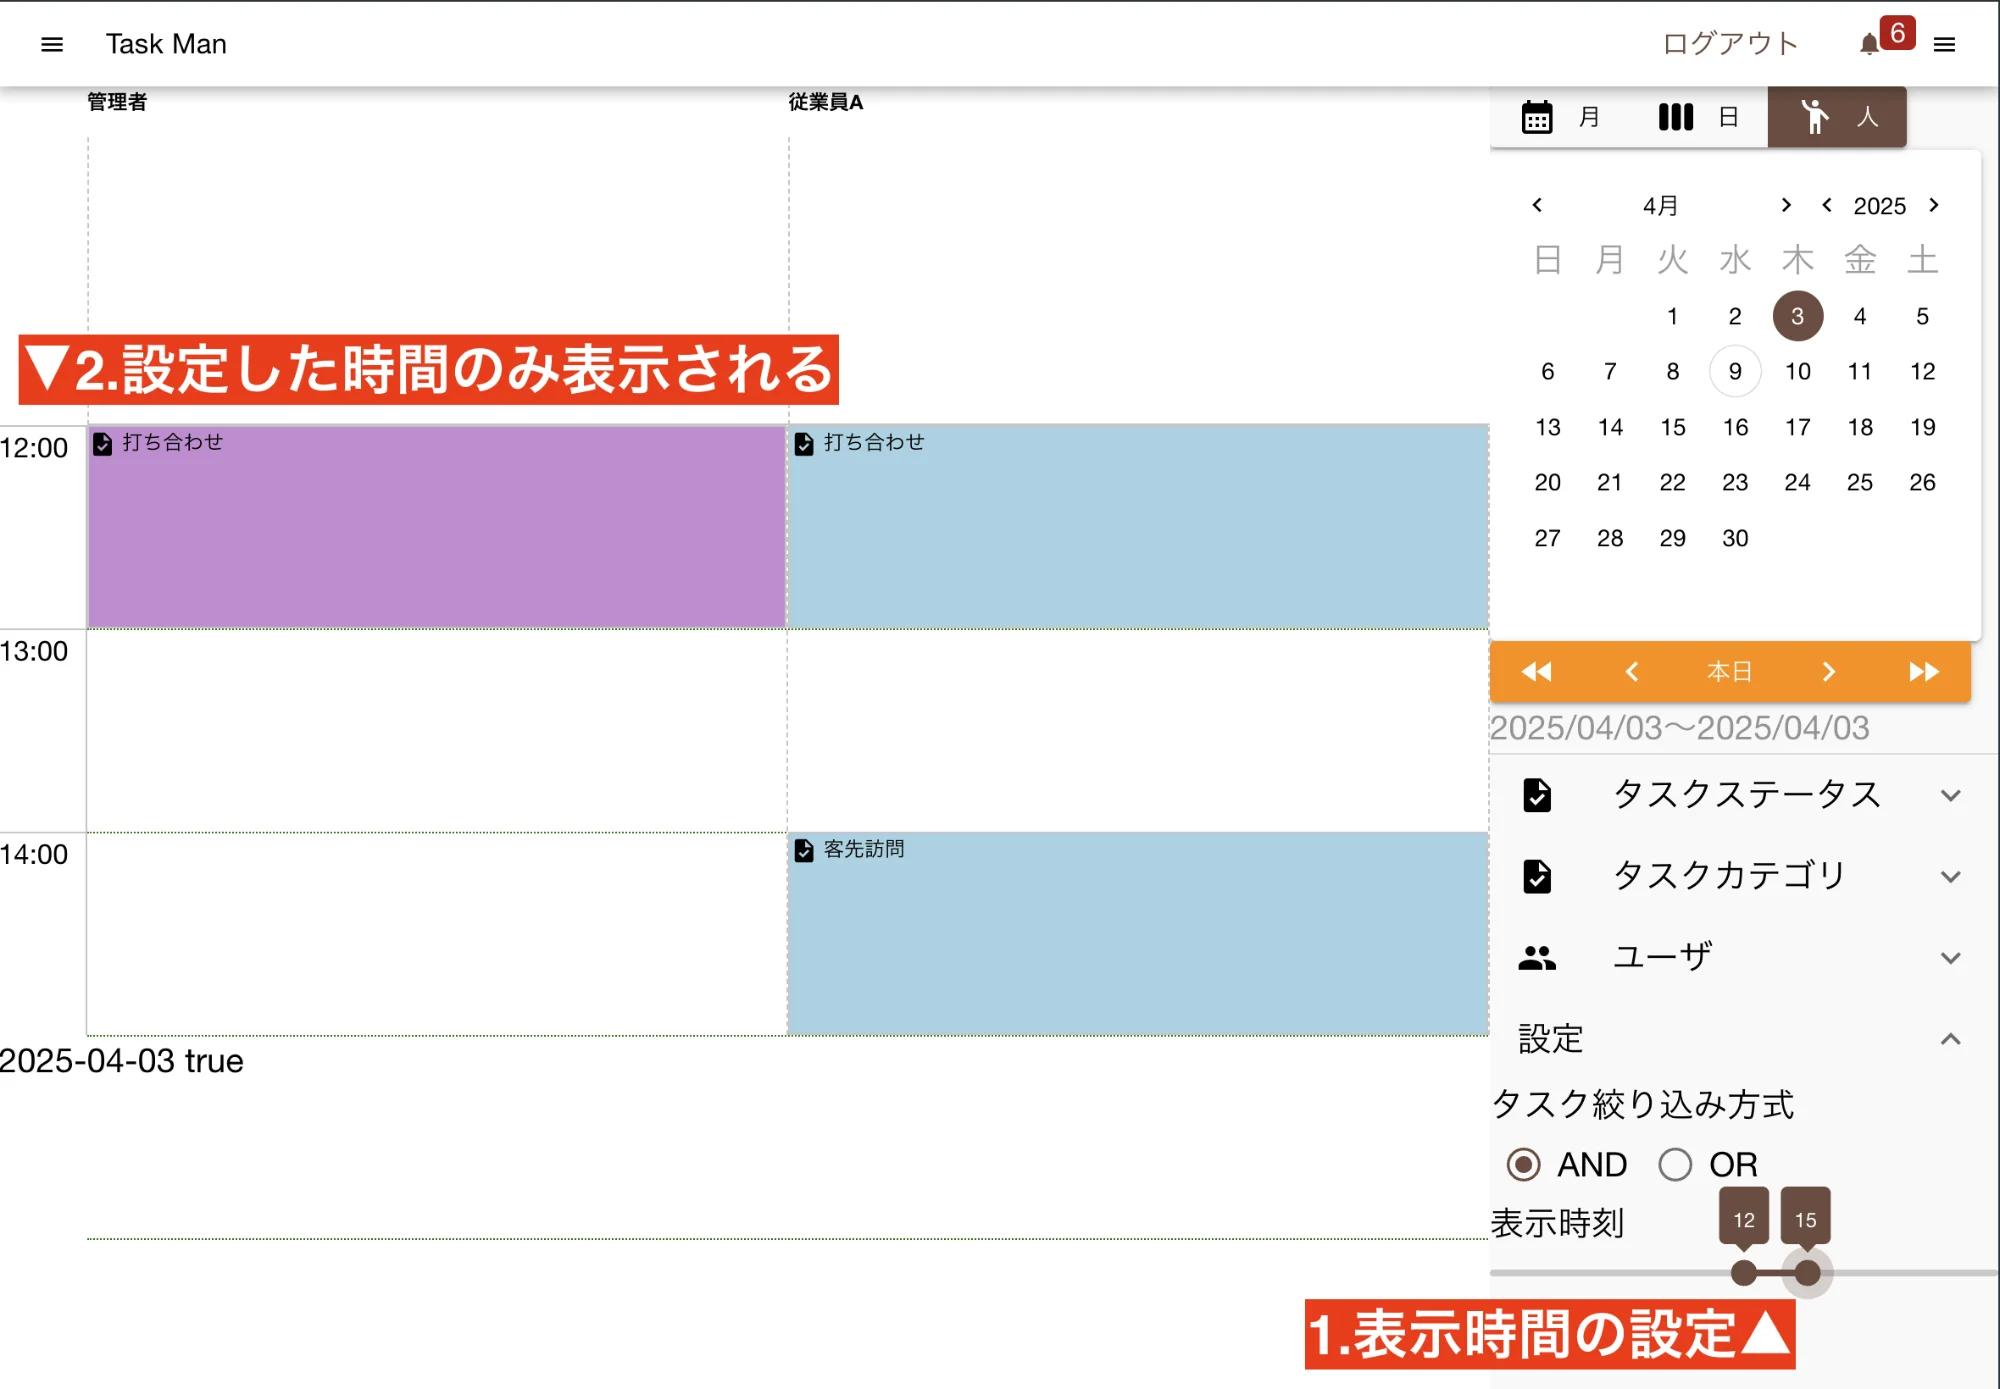 Task Man
ログアウト
6
管理者
従業員A
月
日
人
4月
2025
日 月 火 水 木 金 土
1 2 3 4 5
6 7 8 9 10 11 12
13 14 15 16 17 18 19
20 21 22 23 24 25 26
27 28 29 30
▼2.設定した時間のみ表示される
12:00
打ち合わせ
打ち合わせ
13:00
14:00
客先訪問
2025-04-03 true
本日
2025/04/03〜2025/04/03
タスクステータス
タスクカテゴリ
ユーザ
設定
タスク絞り込み方式
AND OR
表示時刻
12 15
1.表示時間の設定▲